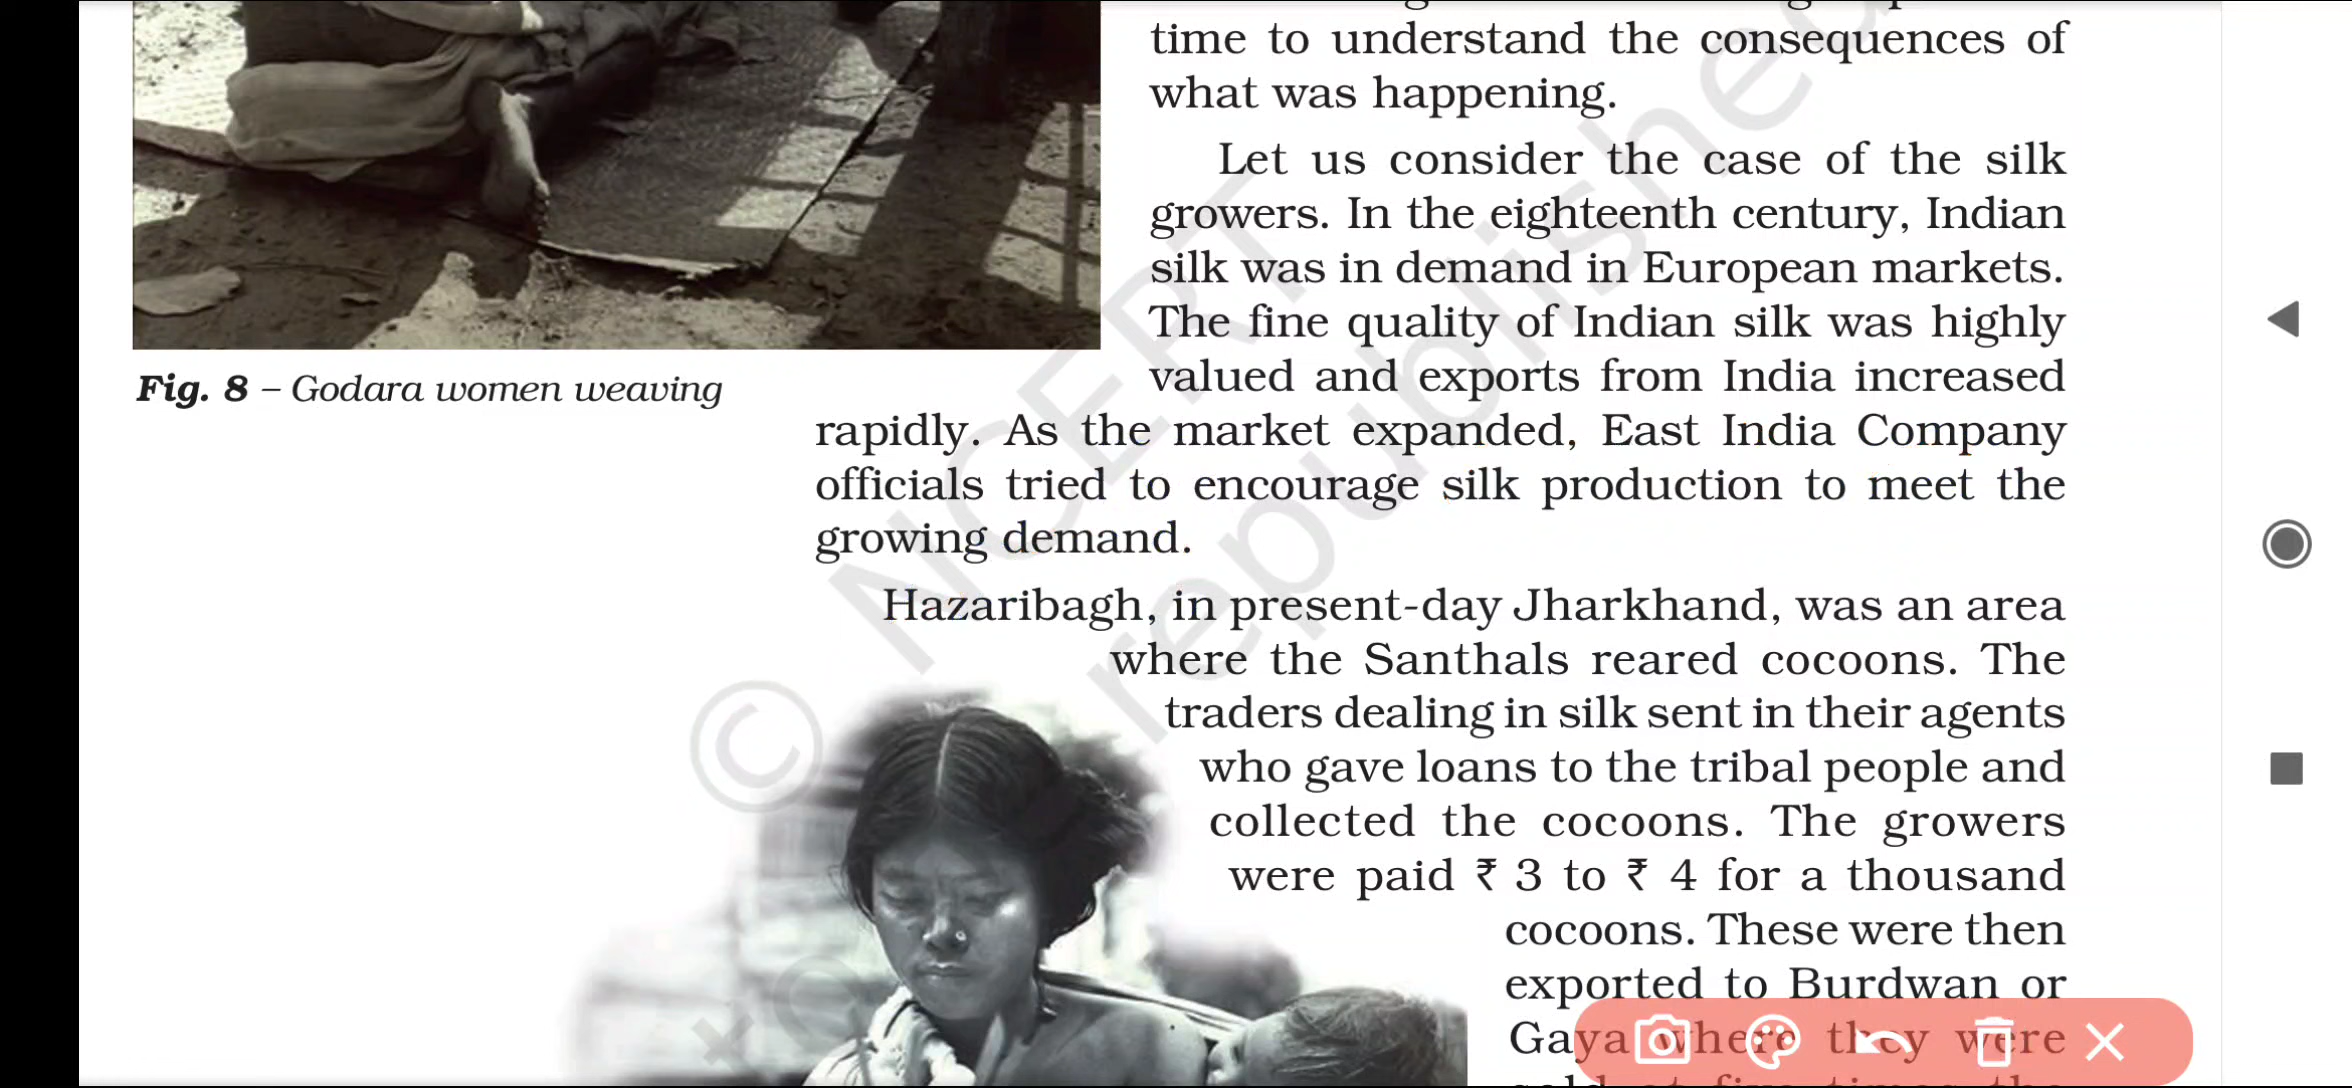 time to understand the consequences of
what was happening.
Let us consider the case of the silk
growers. In the eighteenth century, Indian
silk was in demand in European markets.
The fine quality of Indian silk was highly
valued and exports from India increased
Fig. 8 – Godara women weaving
rapidly. As the market expanded, East India Company
officials tried to encourage silk production to meet the
growing demand.
Hazaribagh, in present-day Jharkhand, was an area
where the Santhals reared cocoons. The
traders dealing in silk sent in their agents
who gave loans to the tribal people and
collected the cocoons. The growers
were paid ₹ 3 to ₹ 4 for a thousand
cocoons. These were then
exported to Burdwan or
Gaya where they were
© NCERT
republished